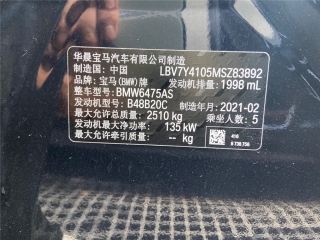 华晨宝马汽车有限公司制造
制造国：中国 LBV7Y4105MSZ83892
品牌：宝马(BMW)牌 发动机排量：1998 mL
整车型号：BMW6475AS
发动机型号：B48B20C 制造年月：2021-02
最大允许总质量：2510 kg 乘坐人数：5
发动机最大净功率：135 kW
最大允许牵引质量：-- kg